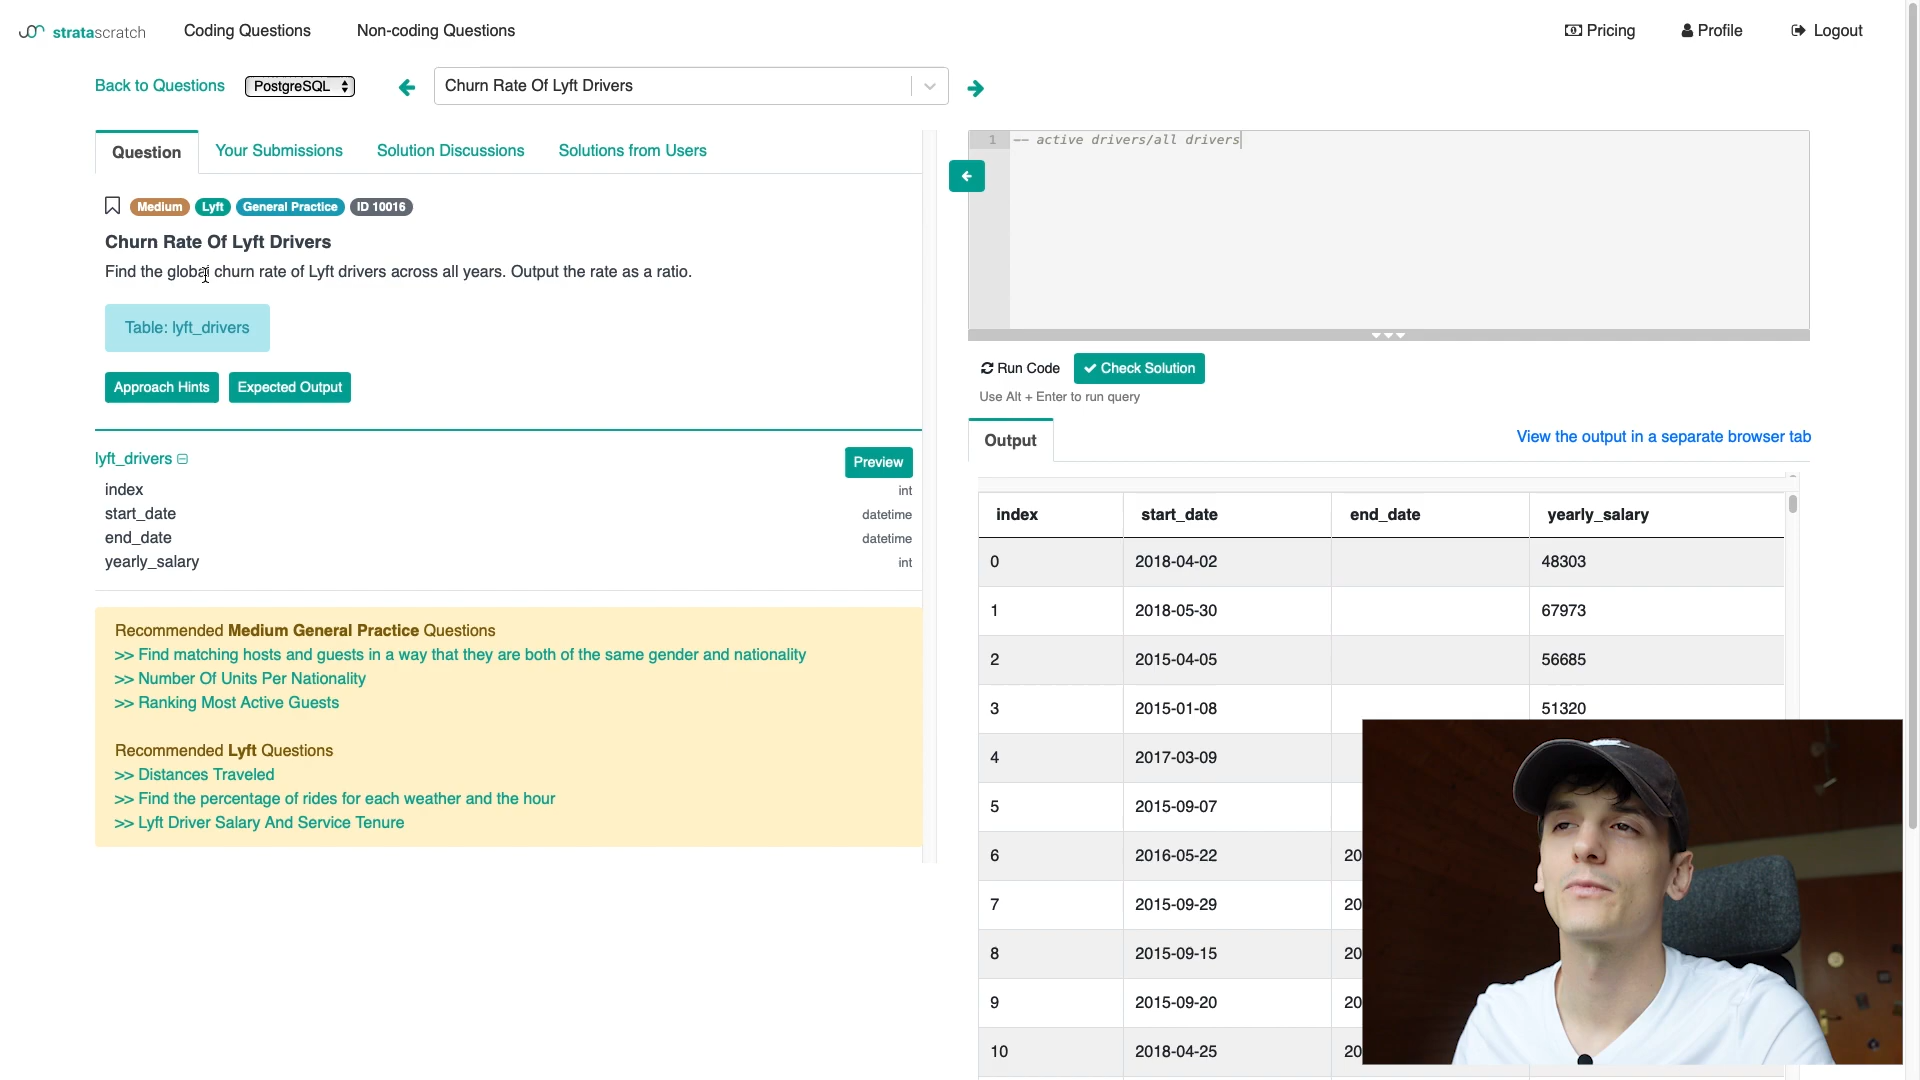 stratascratch
Coding Questions
Non-coding Questions
Pricing
Profile
Logout
Back to Questions
PostgreSQL
Churn Rate Of Lyft Drivers
Question
Your Submissions
Solution Discussions
Solutions from Users
Medium
Lyft
General Practice
ID 10016
Churn Rate Of Lyft Drivers
Find the global churn rate of Lyft drivers across all years. Output the rate as a ratio.
Table: lyft_drivers
Approach Hints
Expected Output
lyft_drivers
Preview
index int
start_date datetime
end_date datetime
yearly_salary int
Recommended Medium General Practice Questions
>> Find matching hosts and guests in a way that they are both of the same gender and nationality
>> Number Of Units Per Nationality
>> Ranking Most Active Guests
Recommended Lyft Questions
>> Distances Traveled
>> Find the percentage of rides for each weather and the hour
>> Lyft Driver Salary And Service Tenure
1 -- active drivers/all drivers
Run Code
Check Solution
Use Alt + Enter to run query
Output
View the output in a separate browser tab
index start_date end_date yearly_salary
0 2018-04-02 48303
1 2018-05-30 67973
2 2015-04-05 56685
3 2015-01-08 51320
4 2017-03-09
5 2015-09-07
6 2016-05-22 20
7 2015-09-29 20
8 2015-09-15 20
9 2015-09-20 20
10 2018-04-25 20